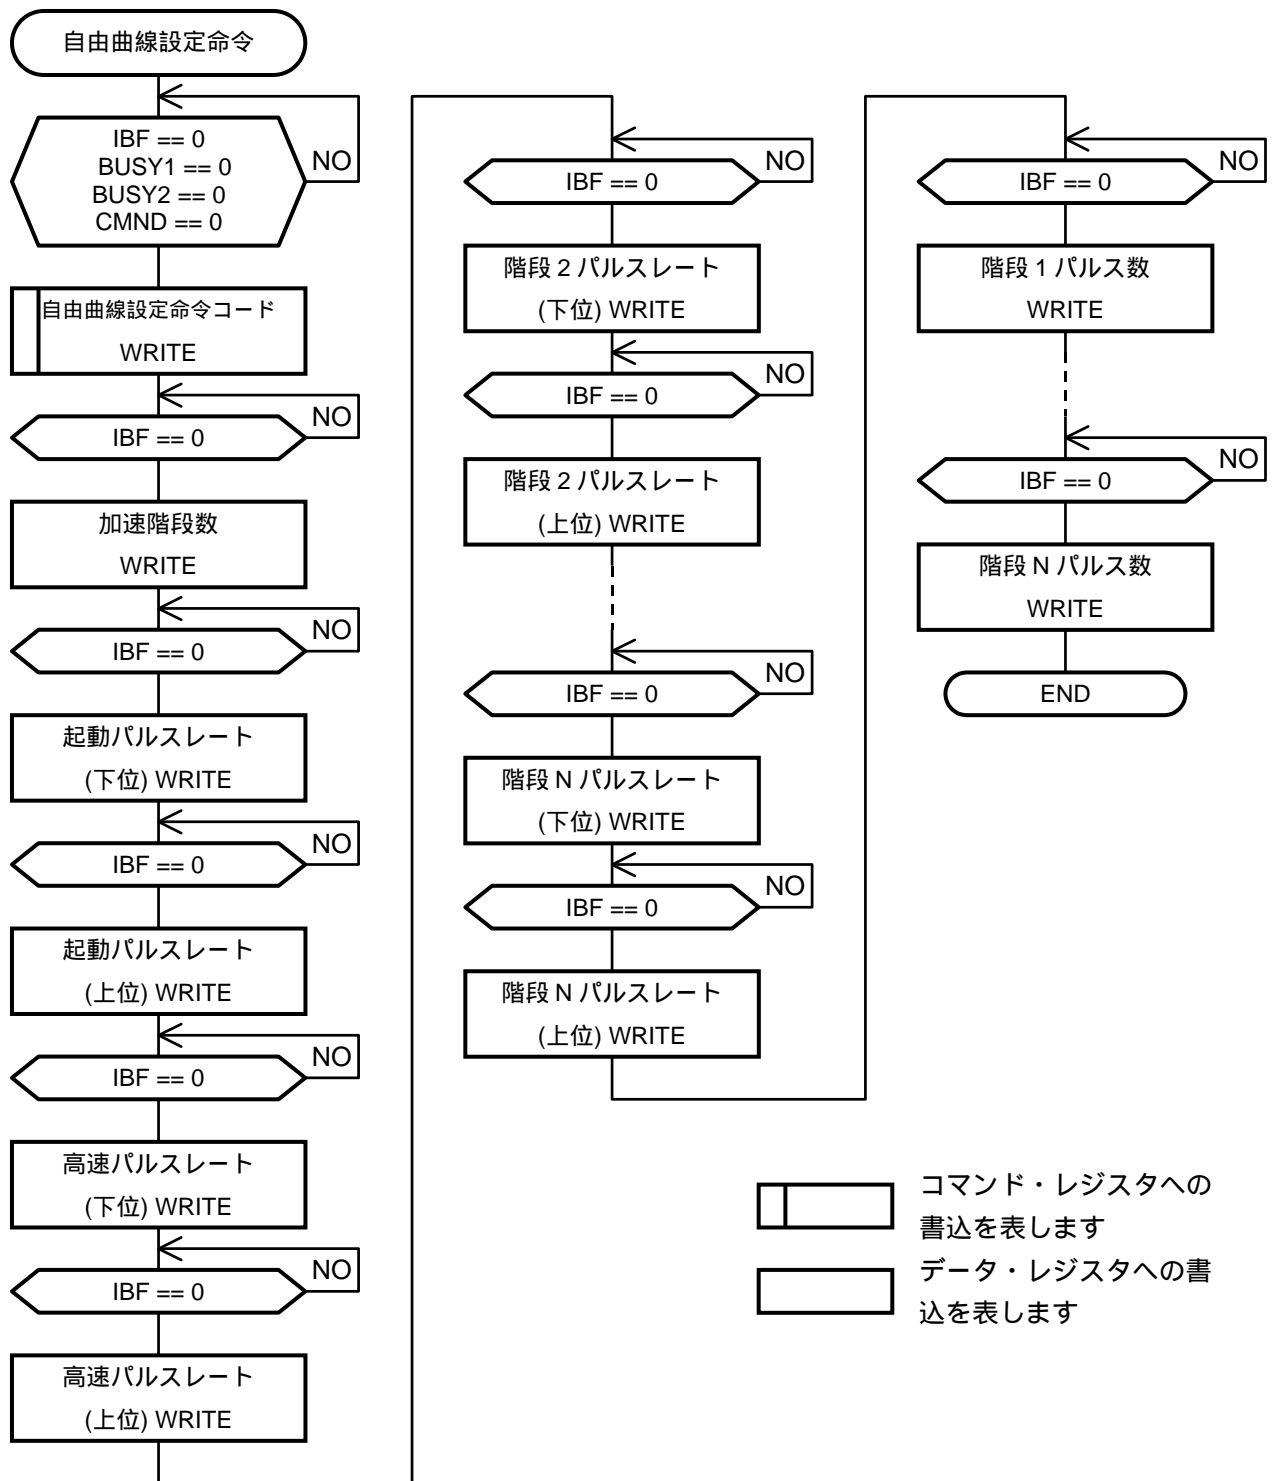 自由曲線設定命令
IBF == 0
BUSY1 == 0
BUSY2 == 0
CMND == 0
NO
自由曲線設定命令コード
WRITE
NO
IBF == 0
加速階段数
WRITE
NO
IBF == 0
起動パルスレート
(下位) WRITE
NO
IBF == 0
起動パルスレート
(上位) WRITE
NO
IBF == 0
高速パルスレート
(下位) WRITE
NO
IBF == 0
高速パルスレート
(上位) WRITE
NO
IBF == 0
階段 2 パルスレート
(下位) WRITE
NO
IBF == 0
階段 2 パルスレート
(上位) WRITE
NO
IBF == 0
階段 N パルスレート
(下位) WRITE
NO
IBF == 0
階段 N パルスレート
(上位) WRITE
NO
IBF == 0
階段 1 パルス数
WRITE
NO
IBF == 0
階段 N パルス数
WRITE
END
コマンド・レジスタへの
書込を表します
データ・レジスタへの書
込を表します